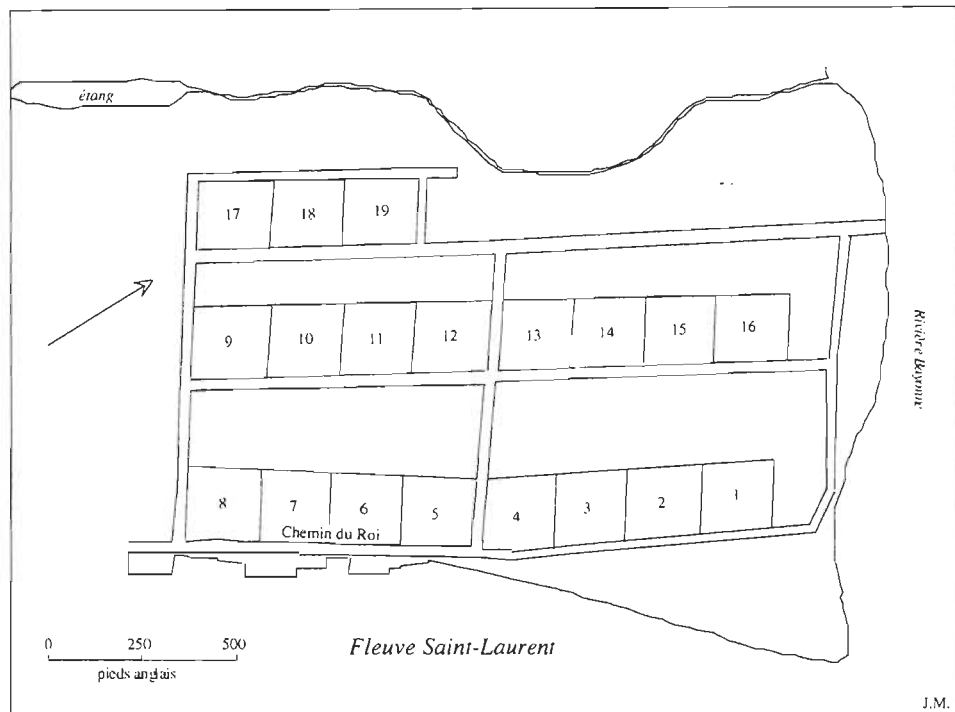 étang
17 18 19
9 10 11 12 13 14 15 16
Rivière
8 7 6 5 4 3 2 1
Chemin du Roi
0 250 500
pieds anglais
Fleuve Saint-Laurent
J.M.